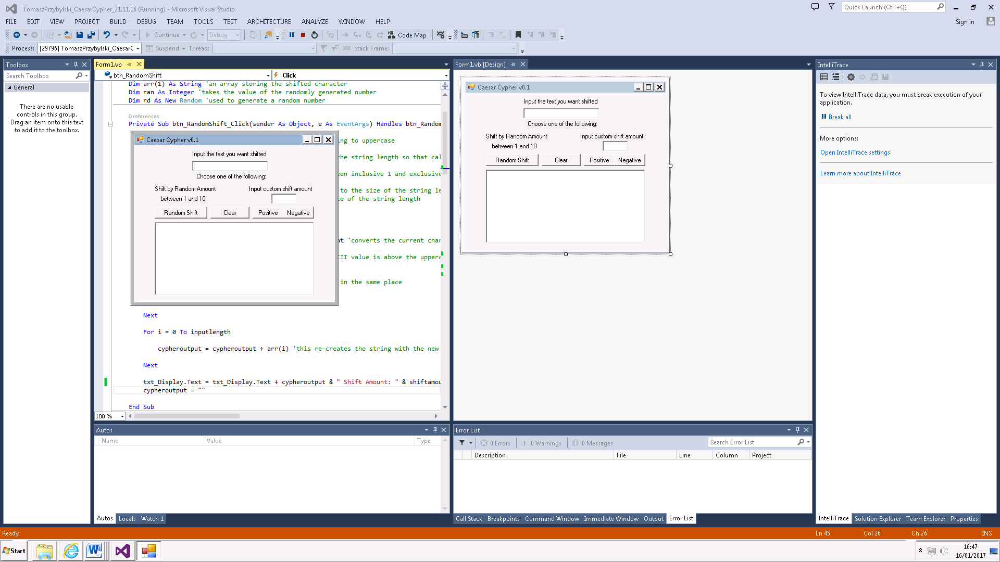 TomaszPrzybylski_CaesarCypher_21.11.16 (Running) - Microsoft Visual Studio
Quick Launch (Ctrl+Q)
FILE EDIT VIEW PROJECT BUILD DEBUG TEAM TOOLS TEST ARCHITECTURE ANALYZE WINDOW HELP
Sign in
Continue Debug Code Map
Process: [29796] TomaszPrzybylski_CaesarC Suspend Thread: Stack Frame:
Toolbox
Search Toolbox
General
There are no usable
controls in this group.
Drag an item onto this text
to add it to the toolbox.
Form1.vb
btn_RandomShift Click
Dim arr(1) As String 'an array storing the shifted character
Dim ran As Integer 'takes the value of the randomly generated number
Dim rd As New Random 'used to generate a random number
0 references
Private Sub btn_RandomShift_Click(sender As Object, e As EventArgs) Handles btn_Random
ing to uppercase
he string length so that cal
een inclusive 1 and exclusive
to the size of the string le
ze of the string length
nt 'converts the current char
III value is above the upperc
in the same place
Next
For i = 0 To inputlength
cypheroutput = cypheroutput + arr(i) 'this re-creates the string with the new
Next
txt_Display.Text = txt_Display.Text + cypheroutput & " Shift Amount: " & shiftamou
cypheroutput = ""
End Sub
100 %
Caesar Cypher v0.1
Input the text you want shifted
Choose one of the following:
Shift by Random Amount Input custom shift amount
between 1 and 10
Random Shift Clear Positive Negative
Form1.vb [Design]
Caesar Cypher v0.1
Input the text you want shifted
Choose one of the following:
Shift by Random Amount Input custom shift amount
between 1 and 10
Random Shift Clear Positive Negative
IntelliTrace
To view IntelliTrace data, you must break execution of your
application.
Break all
More options:
Open IntelliTrace settings
Learn more about IntelliTrace
Autos
Name Value Type
Autos Locals Watch 1
Error List
0 Errors 0 Warnings 0 Messages
Search Error List
Description File Line Column Project
Call Stack Breakpoints Command Window Immediate Window Output Error List
IntelliTrace Solution Explorer Team Explorer Properties
Ready Ln 45 Col 26 Ch 26 INS
Start
16:47
16/01/2017